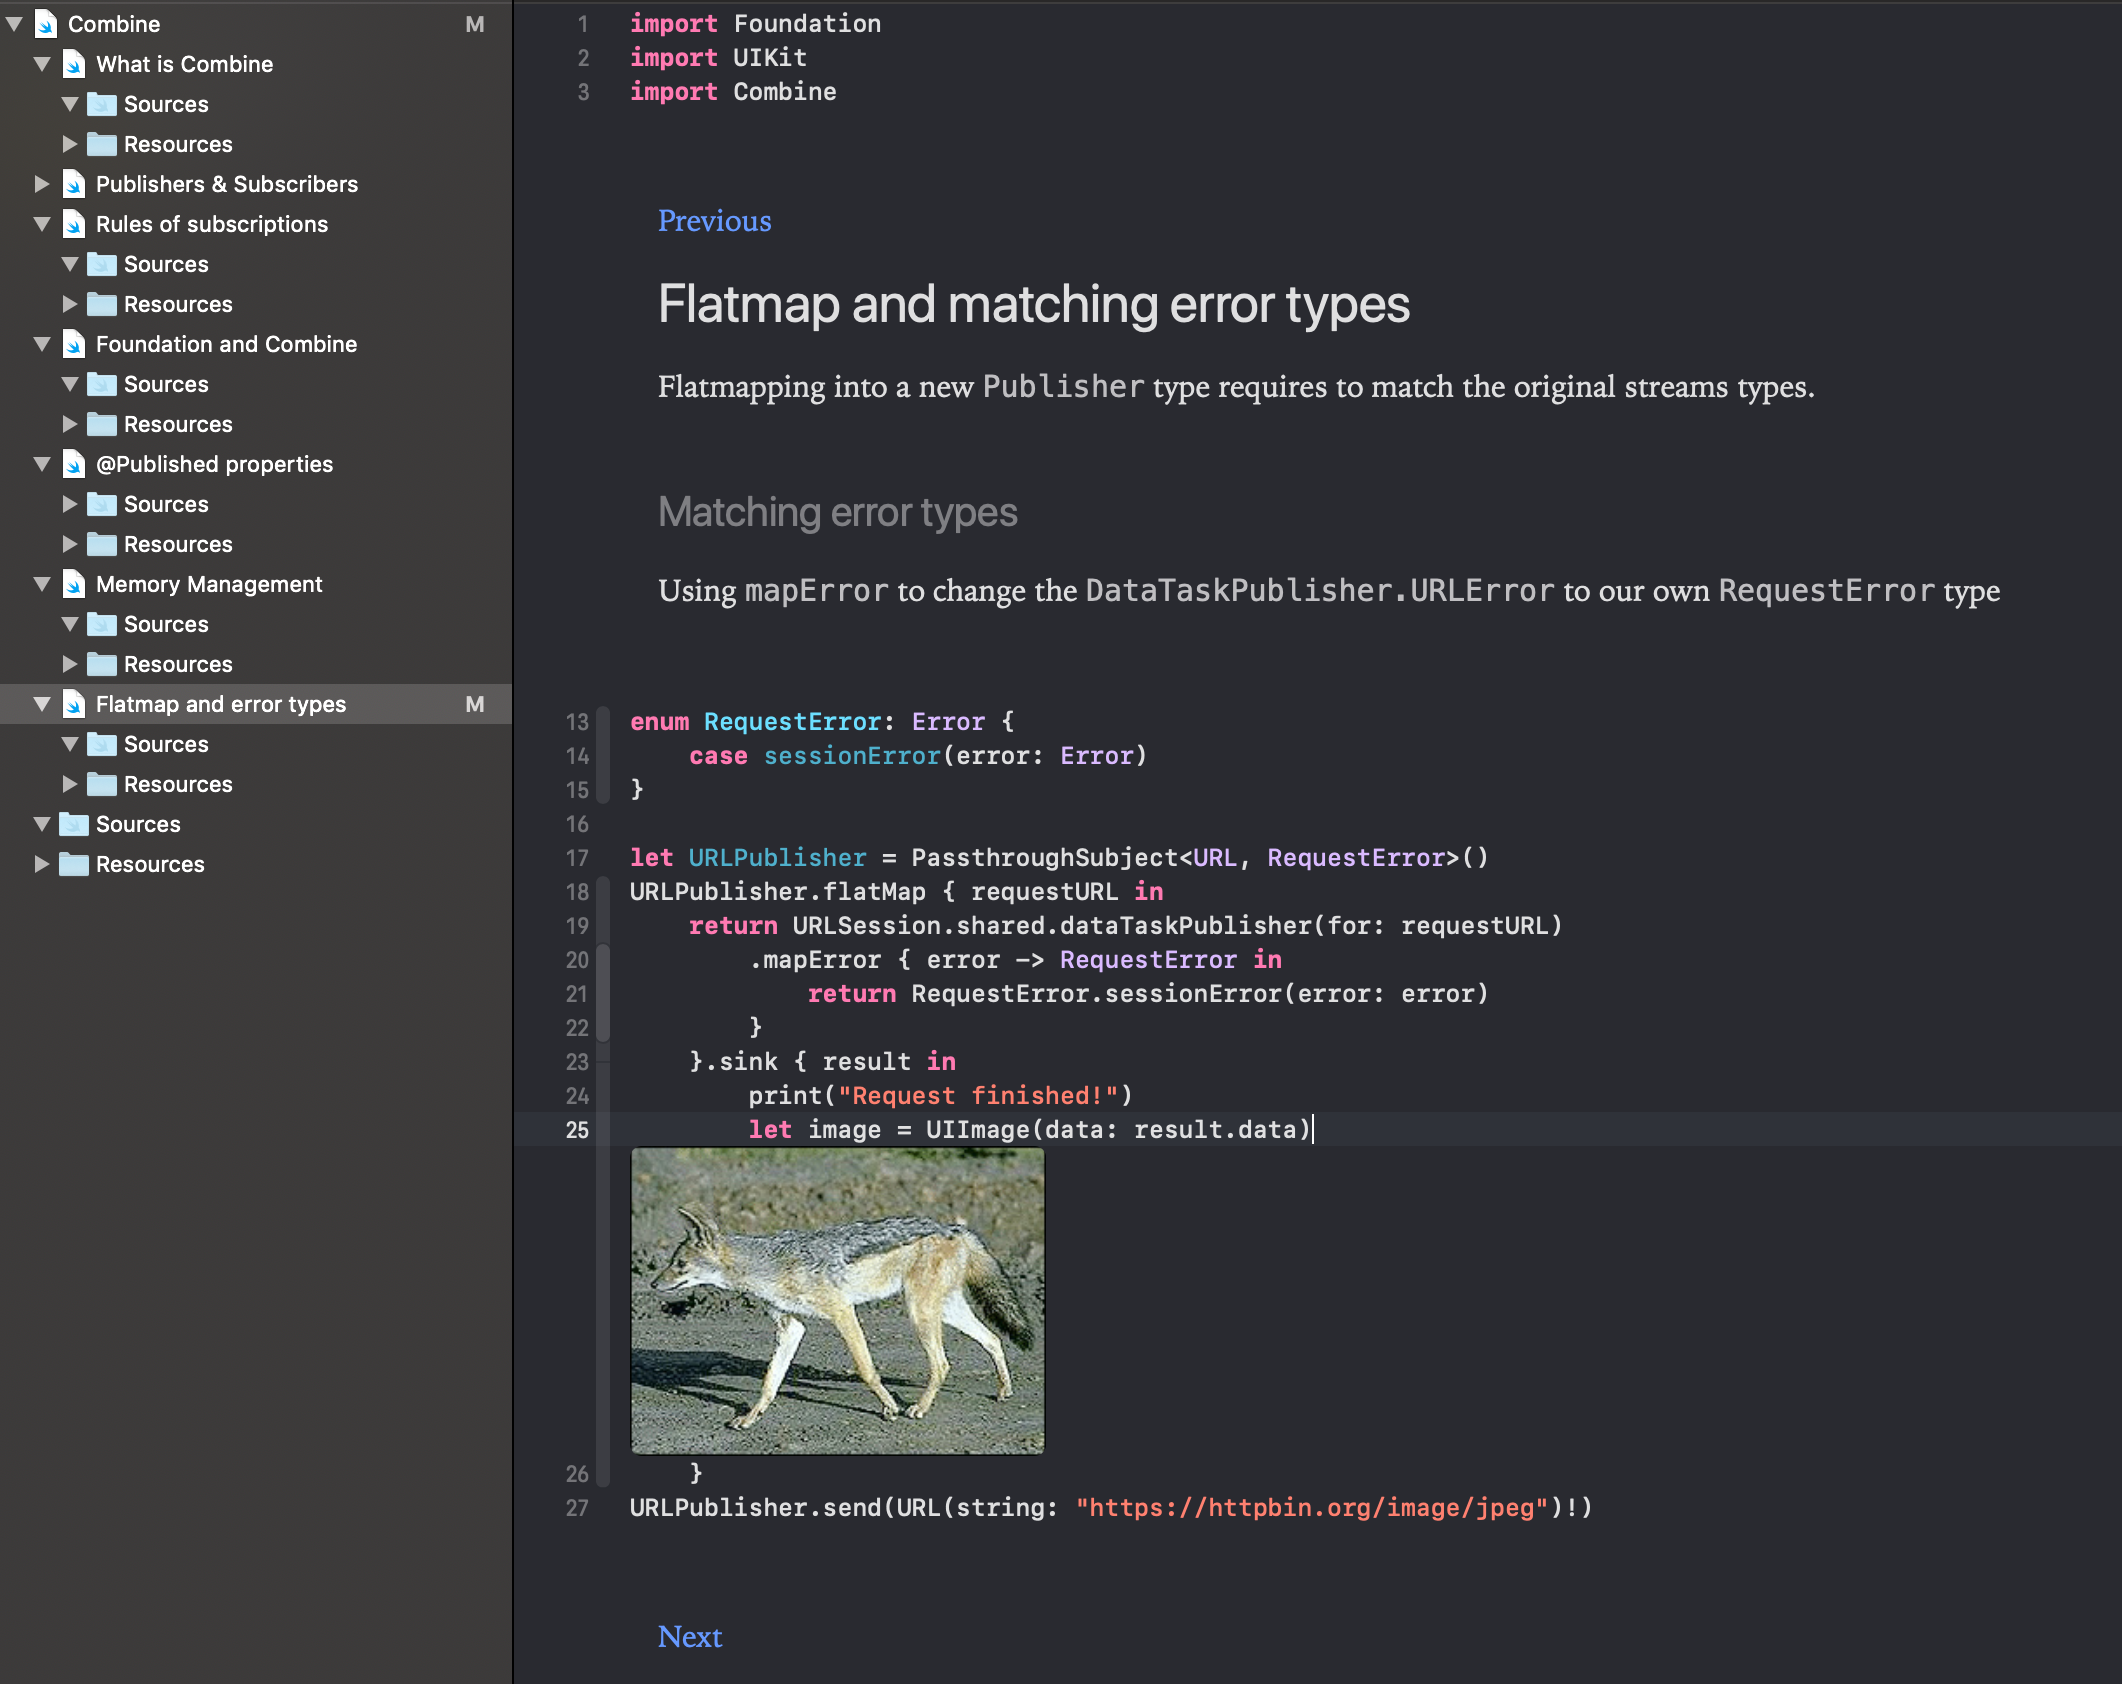 Combine M
What is Combine
Sources
Resources
Publishers & Subscribers
Rules of subscriptions
Sources
Resources
Foundation and Combine
Sources
Resources
@Published properties
Sources
Resources
Memory Management
Sources
Resources
Flatmap and error types M
Sources
Resources
Sources
Resources
1 import Foundation
2 import UIKit
3 import Combine
Previous
Flatmap and matching error types
Flatmapping into a new Publisher type requires to match the original streams types.
Matching error types
Using mapError to change the DataTaskPublisher.URLError to our own RequestError type
13 enum RequestError: Error {
14 case sessionError(error: Error)
15 }
16
17 let URLPublisher = PassthroughSubject<URL, RequestError>()
18 URLPublisher.flatMap { requestURL in
19 return URLSession.shared.dataTaskPublisher(for: requestURL)
20 .mapError { error -> RequestError in
21 return RequestError.sessionError(error: error)
22 }
23 }.sink { result in
24 print("Request finished!")
25 let image = UIImage(data: result.data)
26 }
27 URLPublisher.send(URL(string: "https://httpbin.org/image/jpeg")!)
Next